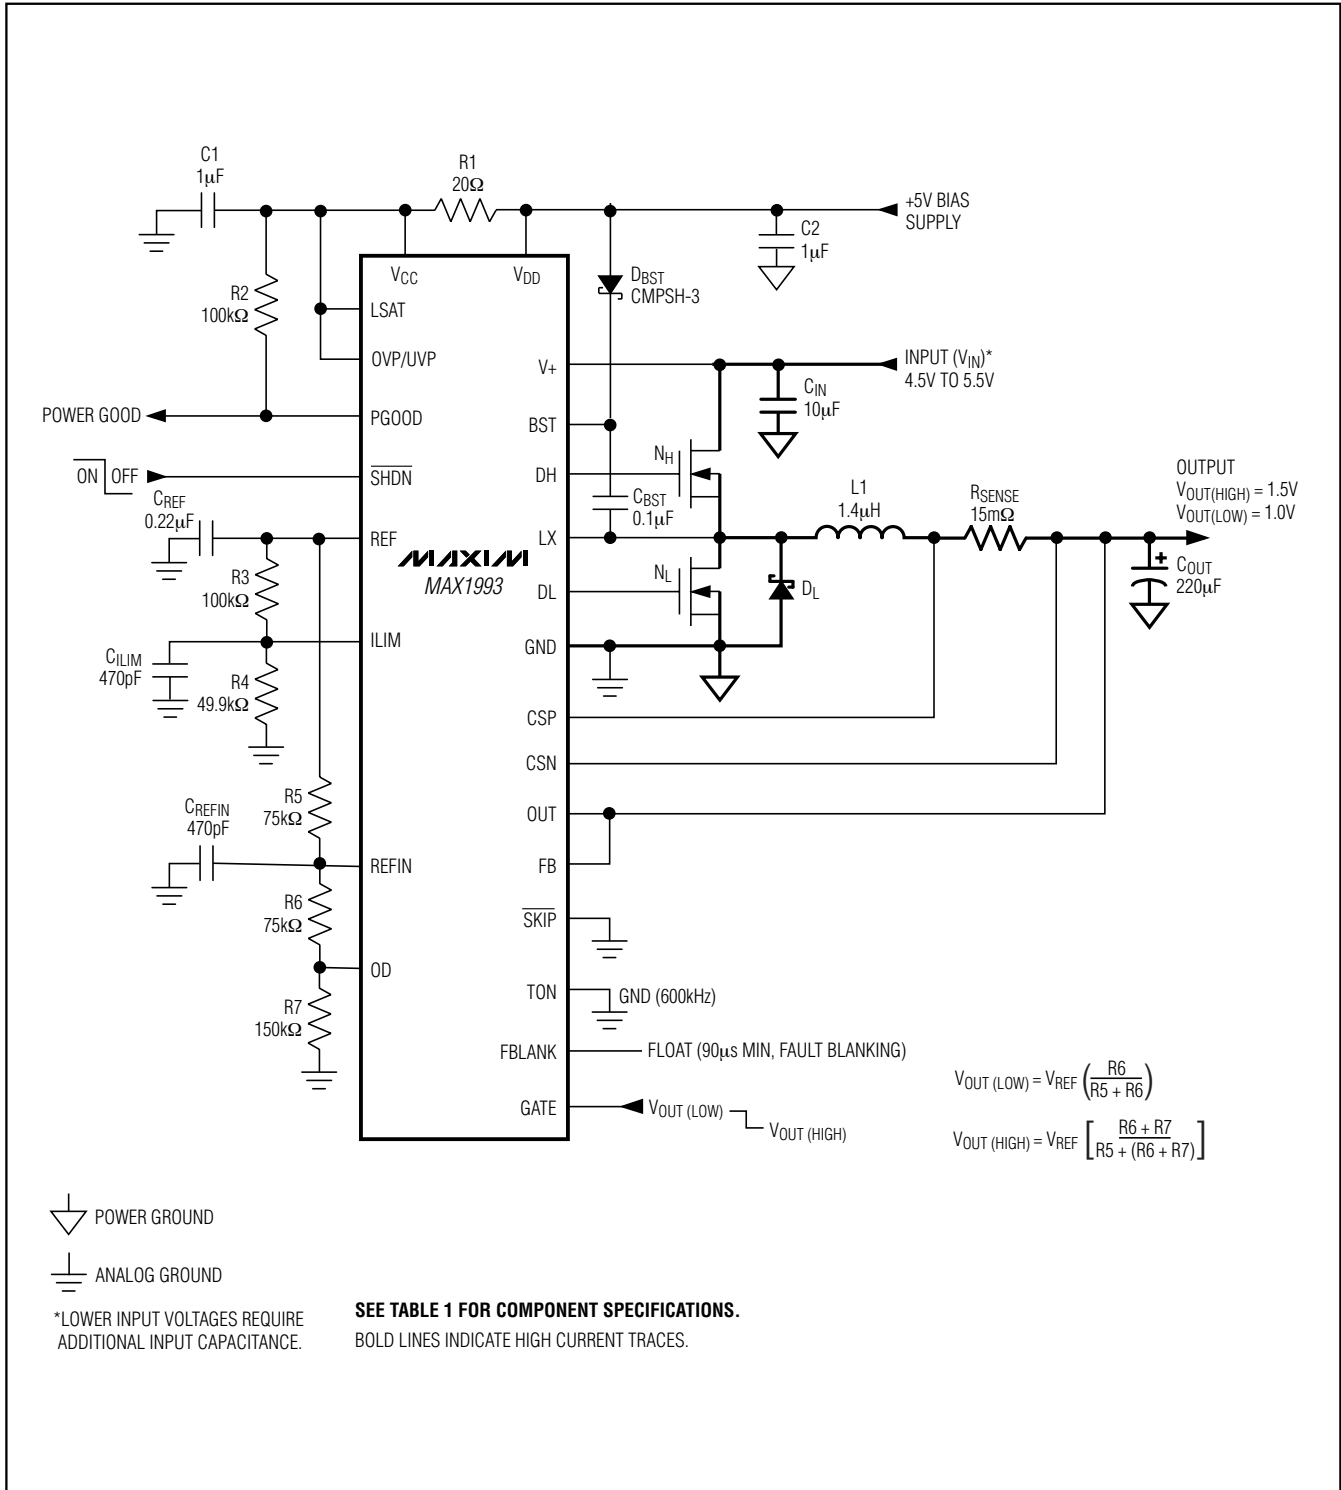 C1
1μF
R1
20Ω
+5V BIAS
SUPPLY
C2
1μF
VCC
VDD
DBST
CMPSH-3
R2
100kΩ
LSAT
OVP/UVP
V+
INPUT (VIN)*
4.5V TO 5.5V
CIN
10μF
POWER GOOD
PGOOD
BST
ON OFF
SHDN
DH
NH
CBST
0.1μF
L1
1.4μH
RSENSE
15mΩ
OUTPUT
VOUT(HIGH) = 1.5V
VOUT(LOW) = 1.0V
CREF
0.22μF
REF
LX
MAXIM
MAX1993
R3
100kΩ
DL
NL
DL
COUT
+
220μF
ILIM
GND
CILIM
470pF
R4
49.9kΩ
CSP
CSN
R5
75kΩ
OUT
CREFIN
470pF
REFIN
FB
R6
75kΩ
SKIP
OD
R7
150kΩ
TON
GND (600kHz)
FBLANK
FLOAT (90μs MIN, FAULT BLANKING)
GATE
VOUT (LOW)
VOUT (HIGH)
VOUT (LOW) = VREF (R6 / R5 + R6)
VOUT (HIGH) = VREF [R6 + R7 / R5 + (R6 + R7)]
POWER GROUND
ANALOG GROUND
*LOWER INPUT VOLTAGES REQUIRE
ADDITIONAL INPUT CAPACITANCE.
SEE TABLE 1 FOR COMPONENT SPECIFICATIONS.
BOLD LINES INDICATE HIGH CURRENT TRACES.